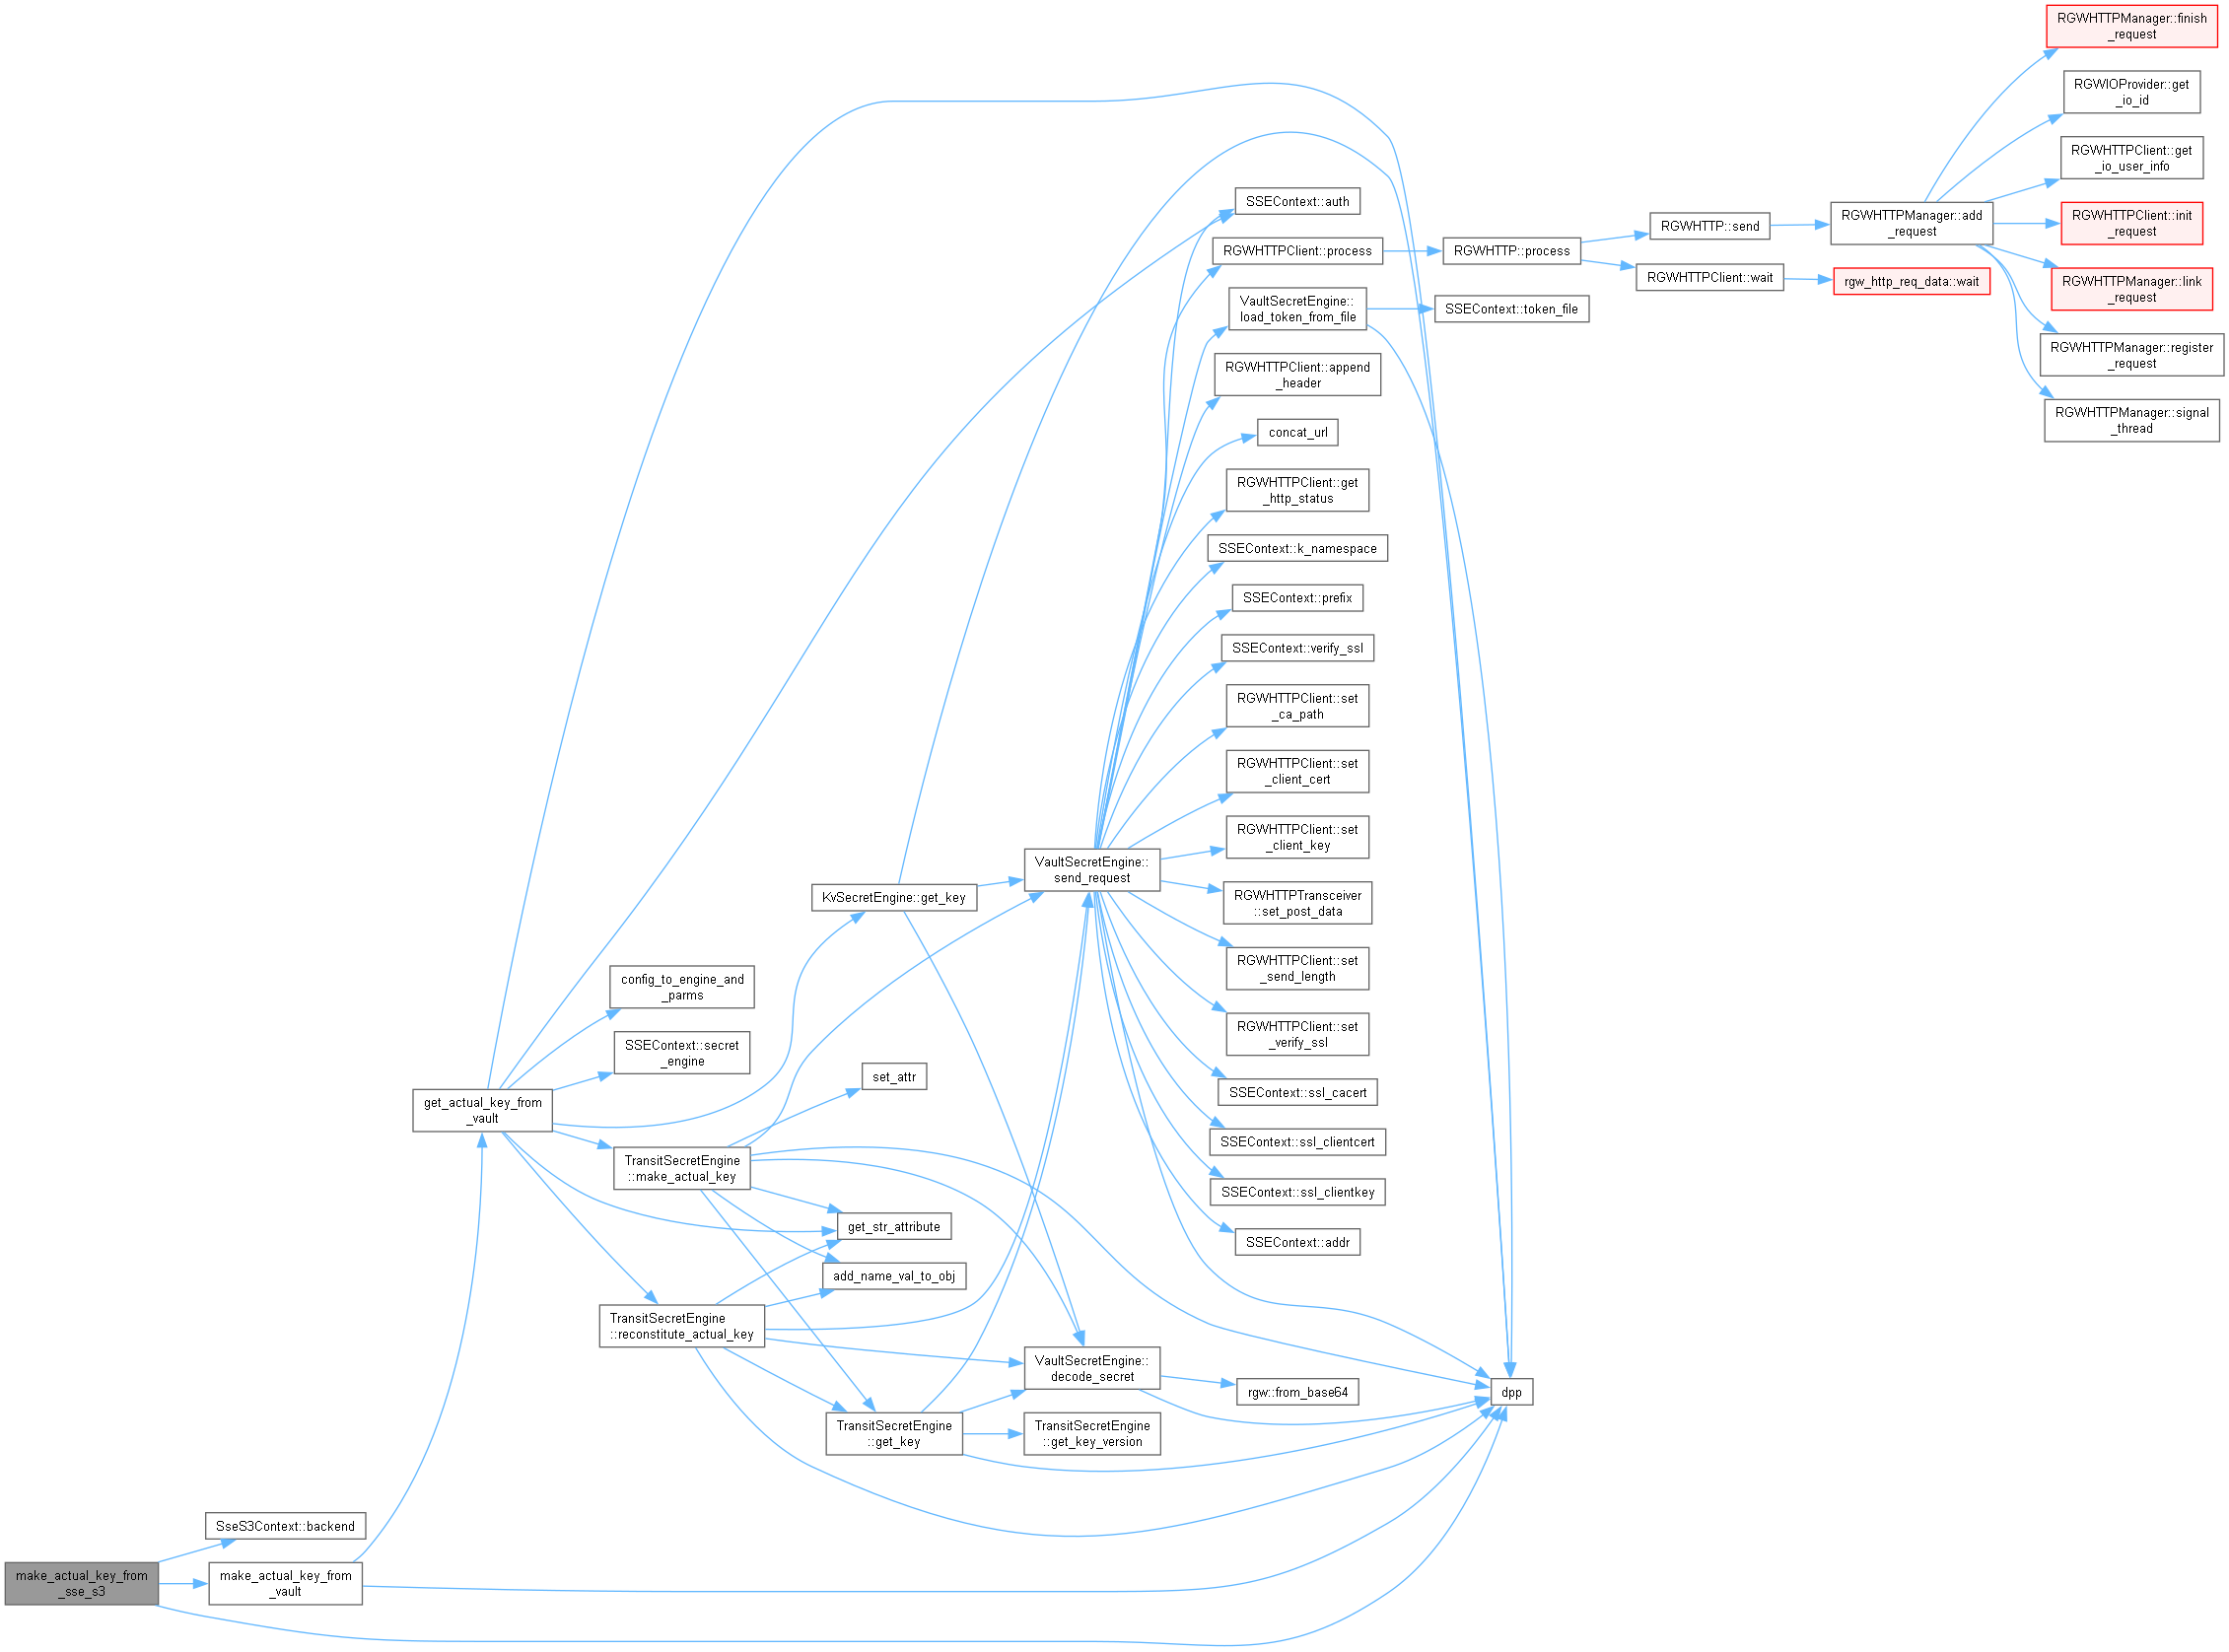 RGWHTTPManager::finish
_request
RGWIOProvider::get
_io_id
RGWHTTPClient::get
_io_user_info
SSEContext::auth
RGWHTTPManager::add
_request
RGWHTTPClient::init
_request
RGWHTTP::send
RGWHTTPClient::process
RGWHTTP::process
RGWHTTPClient::wait
rgw_http_req_data::wait
RGWHTTPManager::link
_request
VaultSecretEngine::
load_token_from_file
SSEContext::token_file
RGWHTTPManager::register
_request
RGWHTTPClient::append
_header
RGWHTTPManager::signal
_thread
concat_url
RGWHTTPClient::get
_http_status
SSEContext::k_namespace
SSEContext::prefix
SSEContext::verify_ssl
RGWHTTPClient::set
_ca_path
RGWHTTPClient::set
_client_cert
RGWHTTPClient::set
_client_key
VaultSecretEngine::
send_request
KvSecretEngine::get_key
RGWHTTPTransceiver
::set_post_data
RGWHTTPClient::set
_send_length
config_to_engine_and
_parms
RGWHTTPClient::set
_verify_ssl
SSEContext::secret
_engine
set_attr
SSEContext::ssl_cacert
get_actual_key_from
_vault
SSEContext::ssl_clientcert
TransitSecretEngine
::make_actual_key
SSEContext::ssl_clientkey
get_str_attribute
SSEContext::addr
add_name_val_to_obj
TransitSecretEngine
::reconstitute_actual_key
VaultSecretEngine::
decode_secret
rgw::from_base64
dpp
TransitSecretEngine
::get_key
TransitSecretEngine
::get_key_version
SseS3Context::backend
make_actual_key_from
_sse_s3
make_actual_key_from
_vault